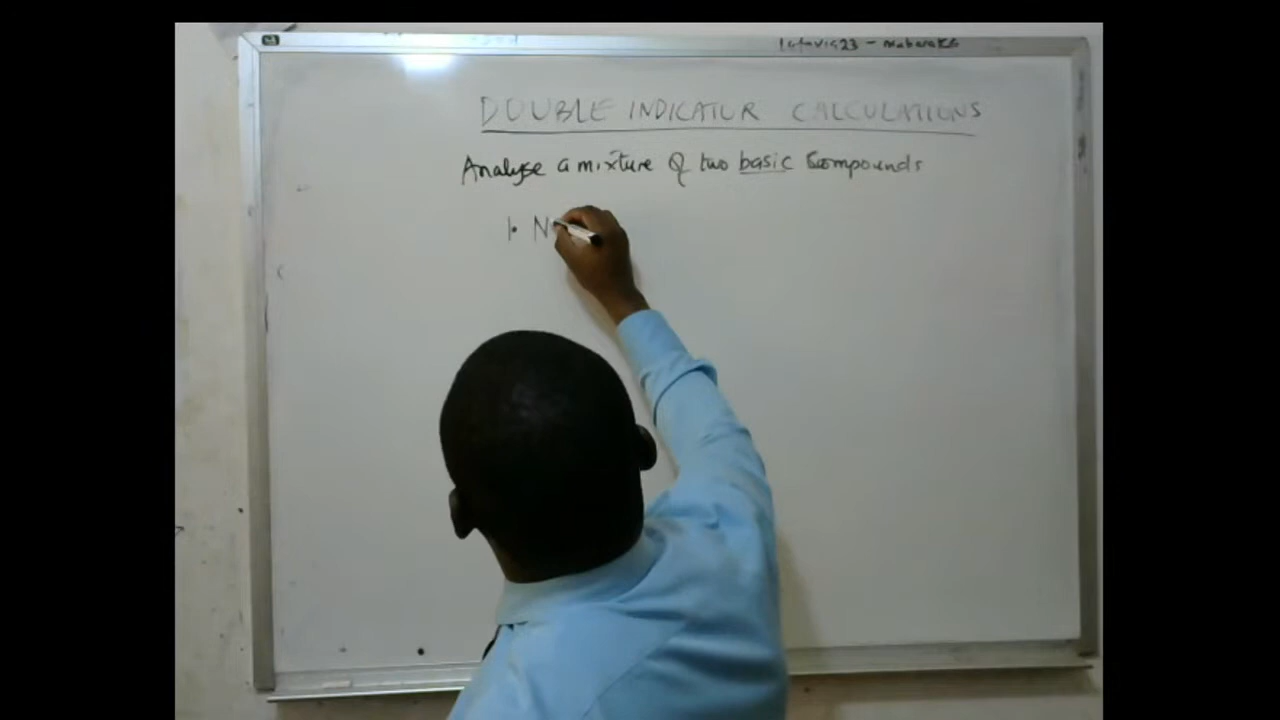 DOUBLE INDICATOR CALCULATIONS
Analyse a mixture of two basic Compounds
1. N